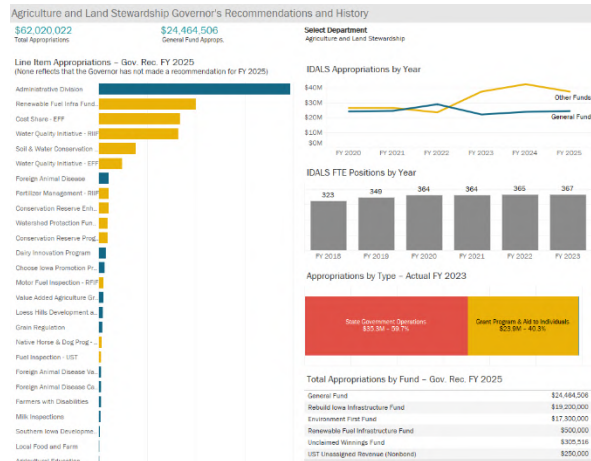 Agriculture and Land Stewardship Governor's Recommendations and History
$62,020,022
Total Appropriations
$24,464,506
General Fund Approps.
Select Department
Agriculture and Land Stewardship
Line Item Appropriations – Gov. Rec. FY 2025
(None reflects that the Governor has not made a recommendation for FY 2025)
Administrative Division
Renewable Fuel Infra Fund..
Cost Share - EFF
Water Quality Initiative - RIIF
Soil & Water Conservation ..
Water Quality Initiative - EFF
Foreign Animal Disease
Fertilizer Management - RIIF
Conservation Reserve Enh..
Watershed Protection Fun..
Conservation Reserve Prog..
Dairy Innovation Program
Choose Iowa Promotion Pr..
Motor Fuel Inspection - RFIF
Value Added Agriculture Gr..
Loess Hills Development a..
Grain Regulation
Native Horse & Dog Prog - ..
Fuel Inspection - UST
Foreign Animal Disease Va..
Foreign Animal Disease Co..
Farmers with Disabilities
Milk Inspections
Southern Iowa Developme..
Local Food and Farm
Agricultural Education
IDALS Appropriations by Year
$40M
$30M
$20M
$10M
$0M
Other Funds
General Fund
FY 2020 FY 2021 FY 2022 FY 2023 FY 2024 FY 2025
IDALS FTE Positions by Year
323 349 364 364 365 367
FY 2018 FY 2019 FY 2020 FY 2021 FY 2022 FY 2023
Appropriations by Type – Actual FY 2023
State Government Operations
$35.3M – 59.7%
Grant Program & Aid to Individuals
$23.8M – 40.3%
Total Appropriations by Fund – Gov. Rec. FY 2025
General Fund $24,464,506
Rebuild Iowa Infrastructure Fund $19,200,000
Environment First Fund $17,300,000
Renewable Fuel Infrastructure Fund $500,000
Unclaimed Winnings Fund $305,516
UST Unassigned Revenue (Nonbond) $250,000